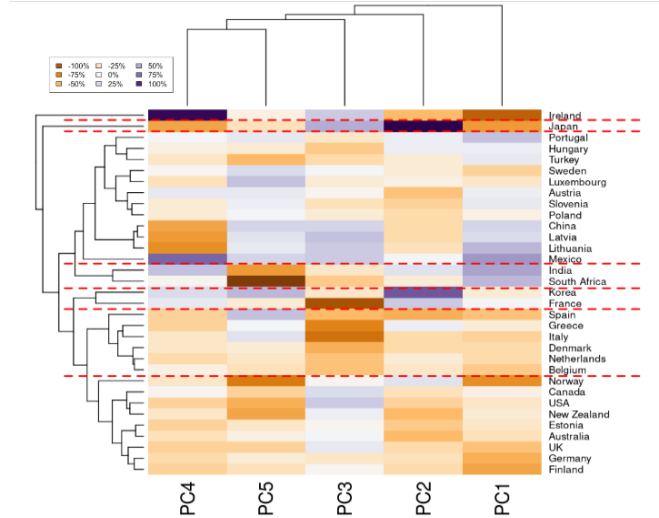 -100% -25% 50%
-75% 0% 75%
-50% 25% 100%
Ireland
Japan
Portugal
Hungary
Turkey
Sweden
Luxembourg
Austria
Slovenia
Poland
China
Latvia
Lithuania
Mexico
India
South Africa
Korea
France
Spain
Greece
Italy
Denmark
Netherlands
Belgium
Norway
Canada
USA
New Zealand
Estonia
Australia
UK
Germany
Finland
PC4 PC5 PC3 PC2 PC1